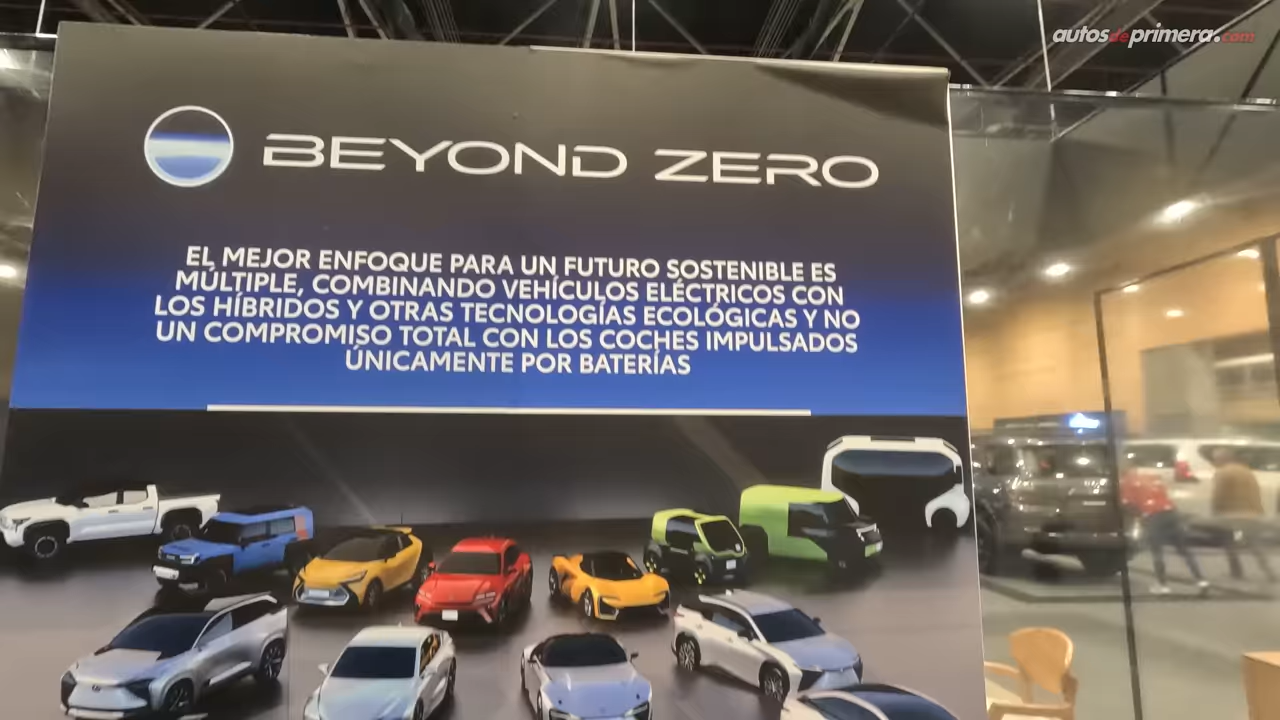 autosdeprimera.com
BEYOND ZERO
EL MEJOR ENFOQUE PARA UN FUTURO SOSTENIBLE ES
MÚLTIPLE, COMBINANDO VEHÍCULOS ELÉCTRICOS CON
LOS HÍBRIDOS Y OTRAS TECNOLOGÍAS ECOLÓGICAS Y NO
UN COMPROMISO TOTAL CON LOS COCHES IMPULSADOS
ÚNICAMENTE POR BATERÍAS